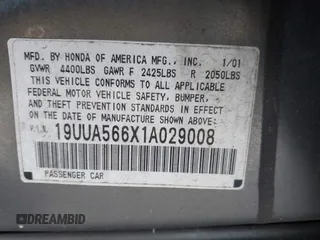 MFD. BY HONDA OF AMERICA MFG., INC. 1/01
GVWR 4400LBS GAWR F 2425LBS R 2050LBS
THIS VEHICLE CONFORMS TO ALL APPLICABLE
FEDERAL MOTOR VEHICLE SAFETY, BUMPER,
AND THEFT PREVENTION STANDARDS IN EFFECT
ON THE DATE OF MANUFACTURE SHOWN ABOVE.
V.I.N. 19UUA566X1A029008
PASSENGER CAR
@DREAMBID